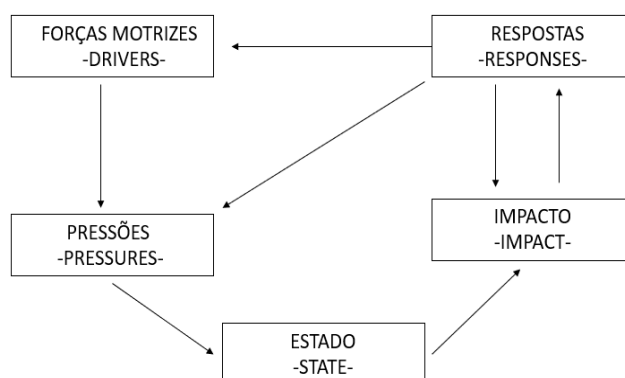 FORÇAS MOTRIZES
-DRIVERS-
RESPOSTAS
-RESPONSES-
PRESSÕES
-PRESSURES-
IMPACTO
-IMPACT-
ESTADO
-STATE-